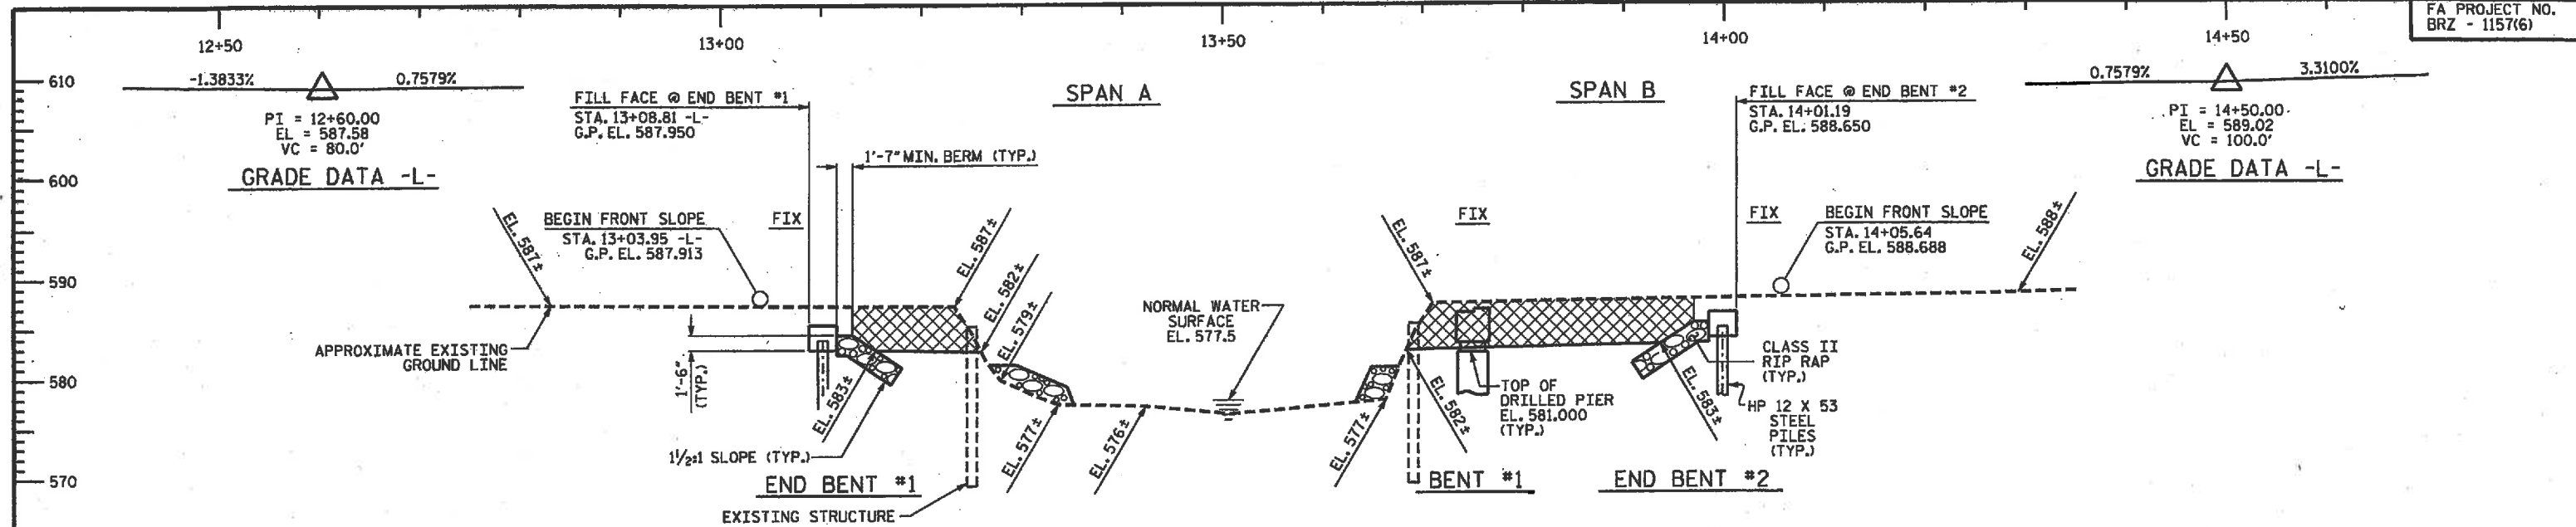 FA PROJECT NO.
BRZ - 1157(6)
12+50
13+00
13+50
14+00
14+50
610
600
590
580
570
-1.3833%
0.7579%
PI = 12+60.00
EL = 587.58
VC = 80.0'
GRADE DATA -L-
FILL FACE @ END BENT #1
STA. 13+08.81 -L-
G.P. EL. 587.950
SPAN A
SPAN B
FILL FACE @ END BENT #2
STA. 14+01.19
G.P. EL. 588.650
0.7579%
3.3100%
PI = 14+50.00
EL = 589.02
VC = 100.0'
GRADE DATA -L-
1'-7" MIN. BERM (TYP.)
EL. 587±
BEGIN FRONT SLOPE
STA. 13+03.95 -L-
G.P. EL. 587.913
FIX
EL. 587±
EL. 582±
EL. 579±
NORMAL WATER
SURFACE
EL. 577.5
EL. 587±
FIX
FIX
BEGIN FRONT SLOPE
STA. 14+05.64
G.P. EL. 588.688
EL. 588±
APPROXIMATE EXISTING
GROUND LINE
1'-6"
(TYP.)
EL. 583±
1½:1 SLOPE (TYP.)
EL. 577±
EL. 576±
EL. 577±
EL. 582±
TOP OF
DRILLED PIER
EL. 581.000
(TYP.)
EL. 583±
CLASS II
RIP RAP
(TYP.)
HP 12 X 53
STEEL
PILES
(TYP.)
END BENT #1
BENT #1
END BENT #2
EXISTING STRUCTURE